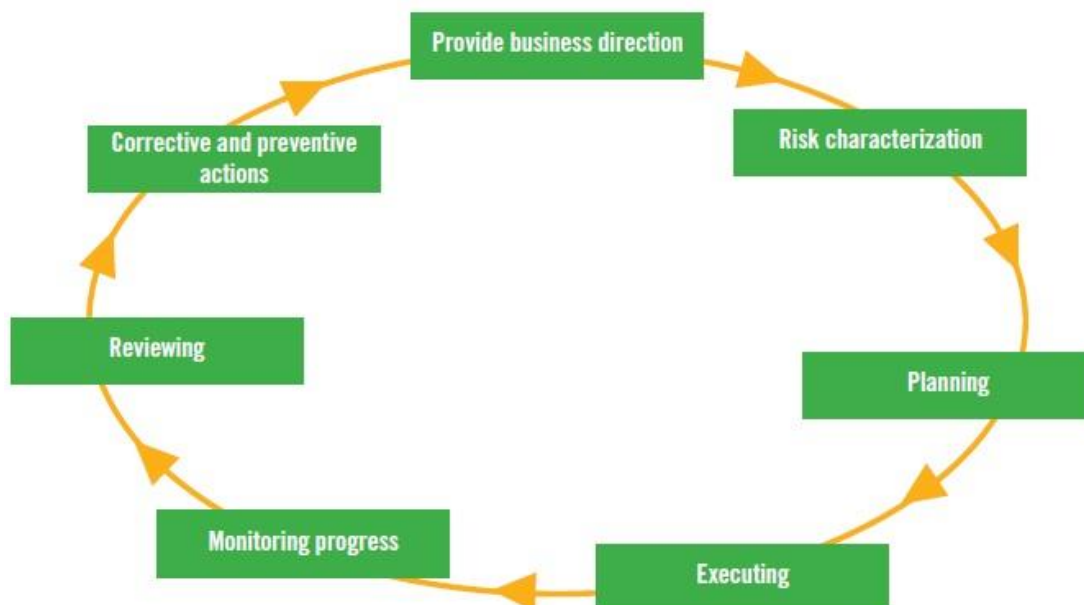 Provide business direction
Risk characterization
Planning
Executing
Monitoring progress
Reviewing
Corrective and preventive
actions